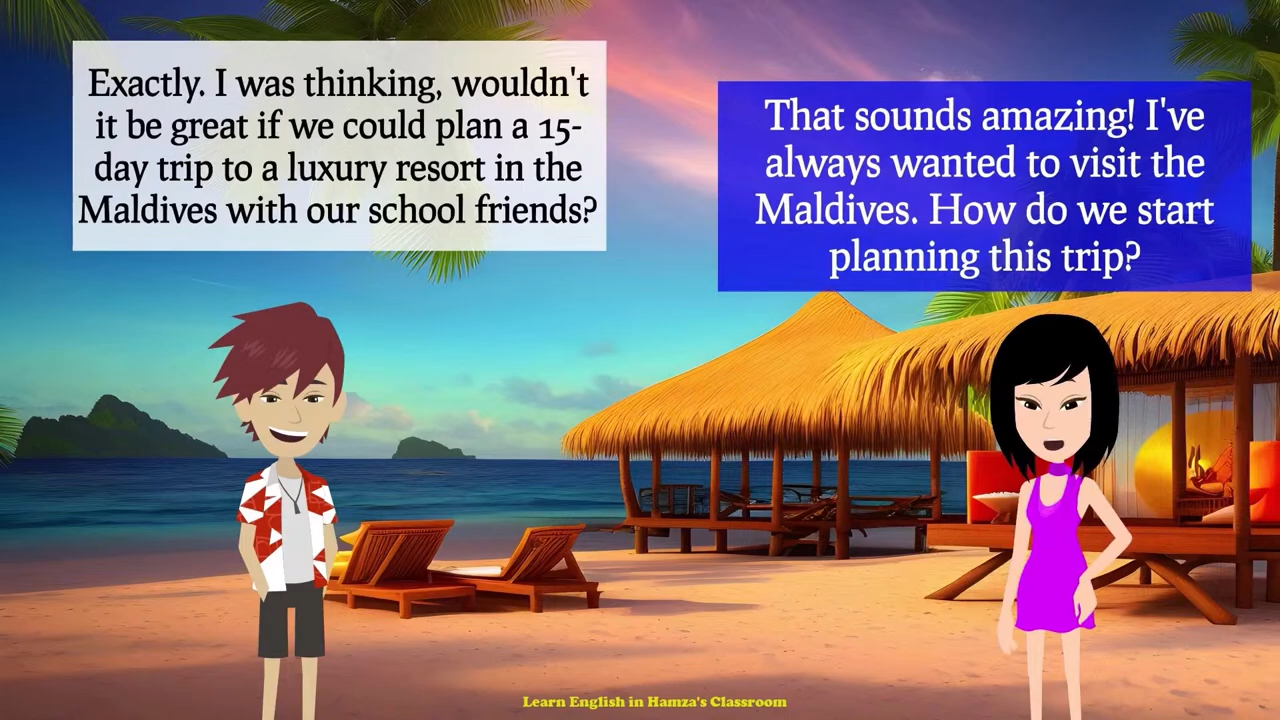 Exactly. I was thinking, wouldn't
it be great if we could plan a 15-
day trip to a luxury resort in the
Maldives with our school friends?
That sounds amazing! I've
always wanted to visit the
Maldives. How do we start
planning this trip?
Learn English in Hamza's Classroom